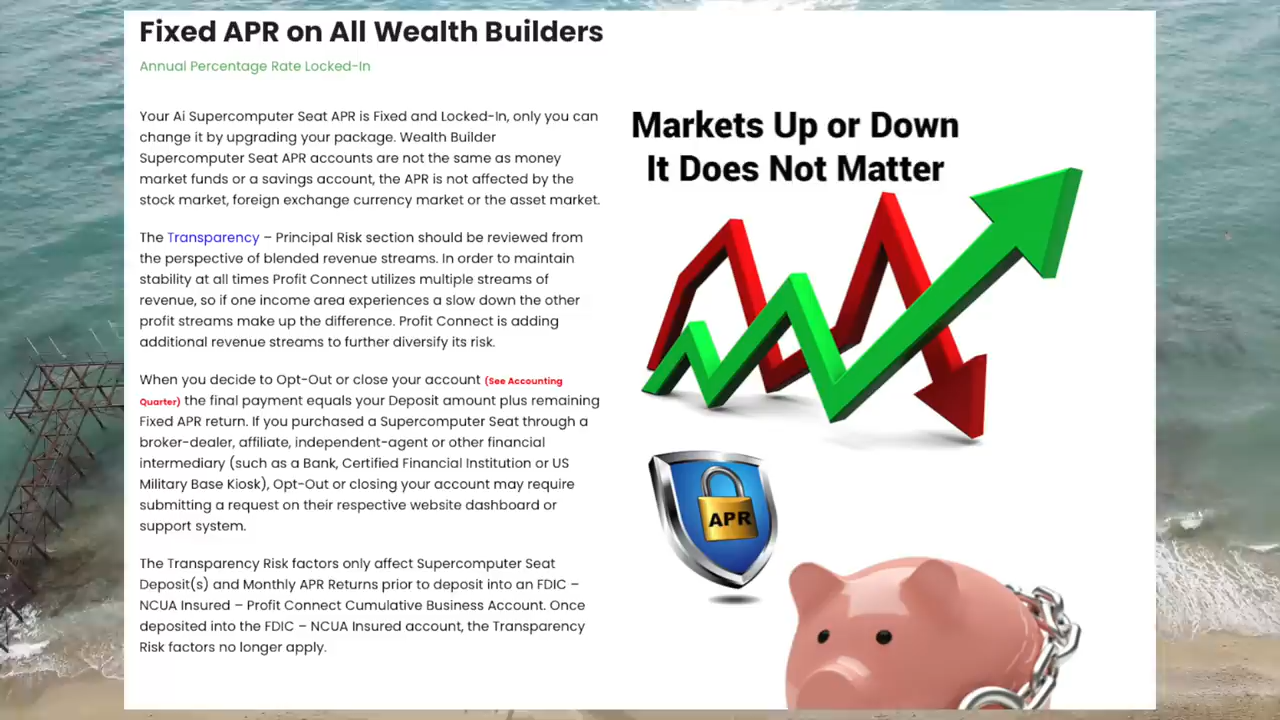 Fixed APR on All Wealth Builders
Annual Percentage Rate Locked-In
Your Ai Supercomputer Seat APR is Fixed and Locked-In, only you can
change it by upgrading your package. Wealth Builder
Supercomputer Seat APR accounts are not the same as money
market funds or a savings account, the APR is not affected by the
stock market, foreign exchange currency market or the asset market.
The Transparency – Principal Risk section should be reviewed from
the perspective of blended revenue streams. In order to maintain
stability at all times Profit Connect utilizes multiple streams of
revenue, so if one income area experiences a slow down the other
profit streams make up the difference. Profit Connect is adding
additional revenue streams to further diversify its risk.
When you decide to Opt-Out or close your account (See Accounting
Quarter) the final payment equals your Deposit amount plus remaining
Fixed APR return. If you purchased a Supercomputer Seat through a
broker-dealer, affiliate, independent-agent or other financial
intermediary (such as a Bank, Certified Financial Institution or US
Military Base Kiosk), Opt-Out or closing your account may require
submitting a request on their respective website dashboard or
support system.
The Transparency Risk factors only affect Supercomputer Seat
Deposit(s) and Monthly APR Returns prior to deposit into an FDIC –
NCUA Insured – Profit Connect Cumulative Business Account. Once
deposited into the FDIC – NCUA Insured account, the Transparency
Risk factors no longer apply.
Markets Up or Down
It Does Not Matter
APR